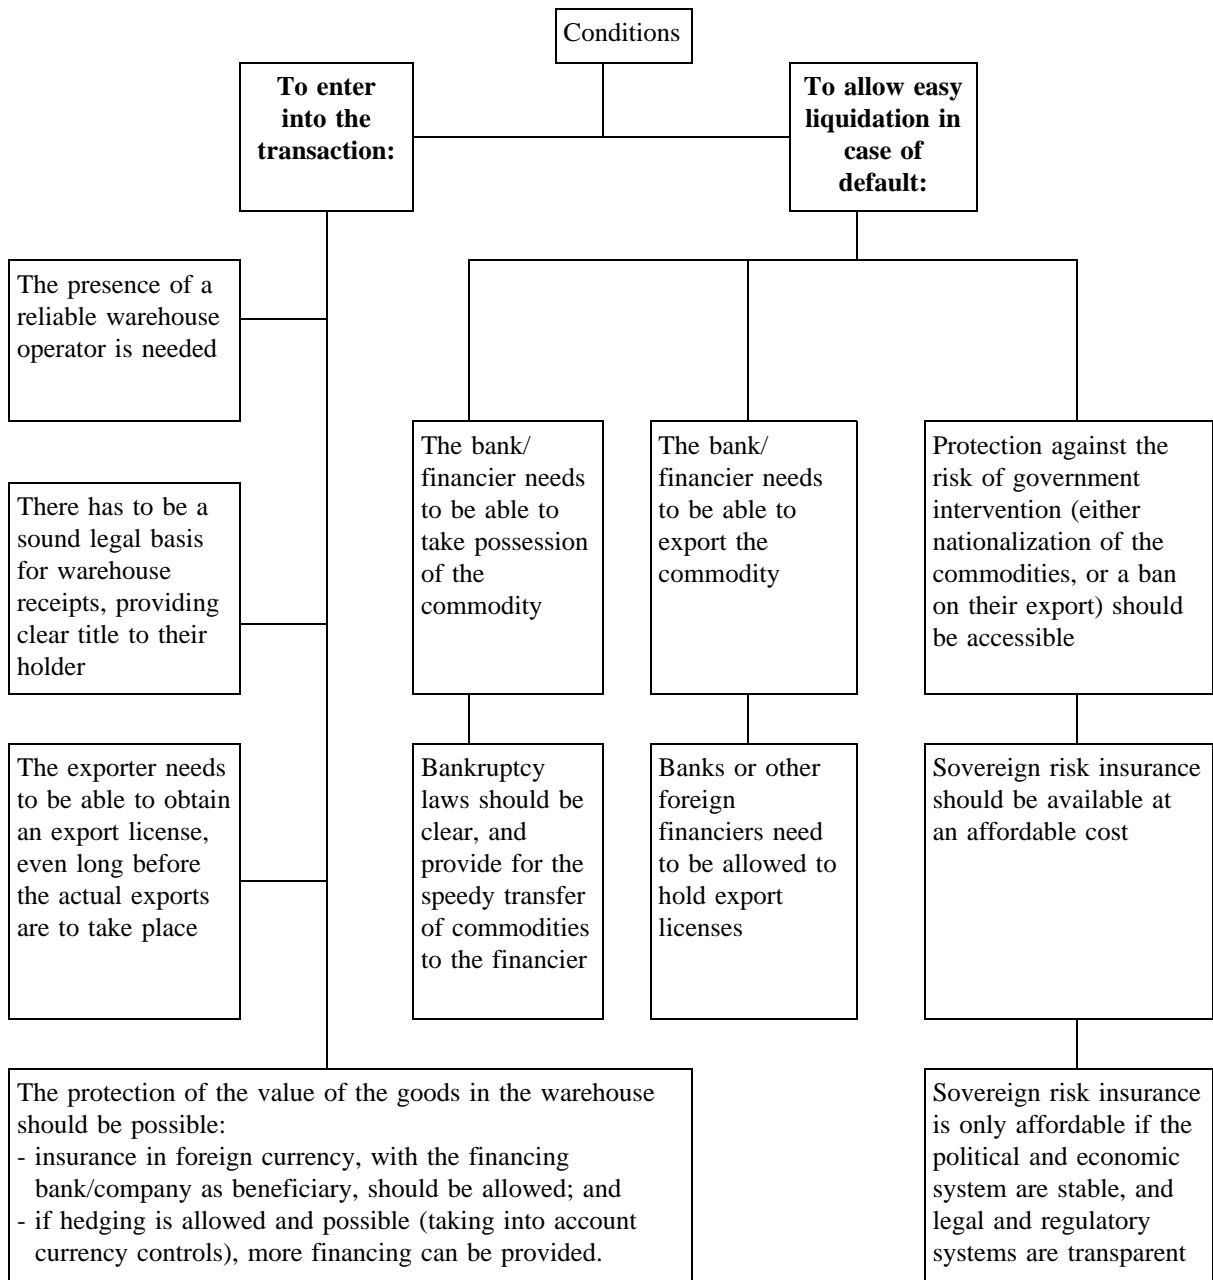 Conditions
To enter
into the
transaction:
To allow easy
liquidation in
case of
default:
The presence of a
reliable warehouse
operator is needed
There has to be a
sound legal basis
for warehouse
receipts, providing
clear title to their
holder
The exporter needs
to be able to obtain
an export license,
even long before
the actual exports
are to take place
The protection of the value of the goods in the warehouse
should be possible:
- insurance in foreign currency, with the financing
bank/company as beneficiary, should be allowed; and
- if hedging is allowed and possible (taking into account
currency controls), more financing can be provided.
The bank/
financier needs
to be able to
take possession
of the
commodity
Bankruptcy
laws should be
clear, and
provide for the
speedy transfer
of commodities
to the financier
The bank/
financier needs
to be able to
export the
commodity
Banks or other
foreign
financiers need
to be allowed to
hold export
licenses
Protection against the
risk of government
intervention (either
nationalization of the
commodities, or a ban
on their export) should
be accessible
Sovereign risk insurance
should be available at
an affordable cost
Sovereign risk insurance
is only affordable if the
political and economic
system are stable, and
legal and regulatory
systems are transparent